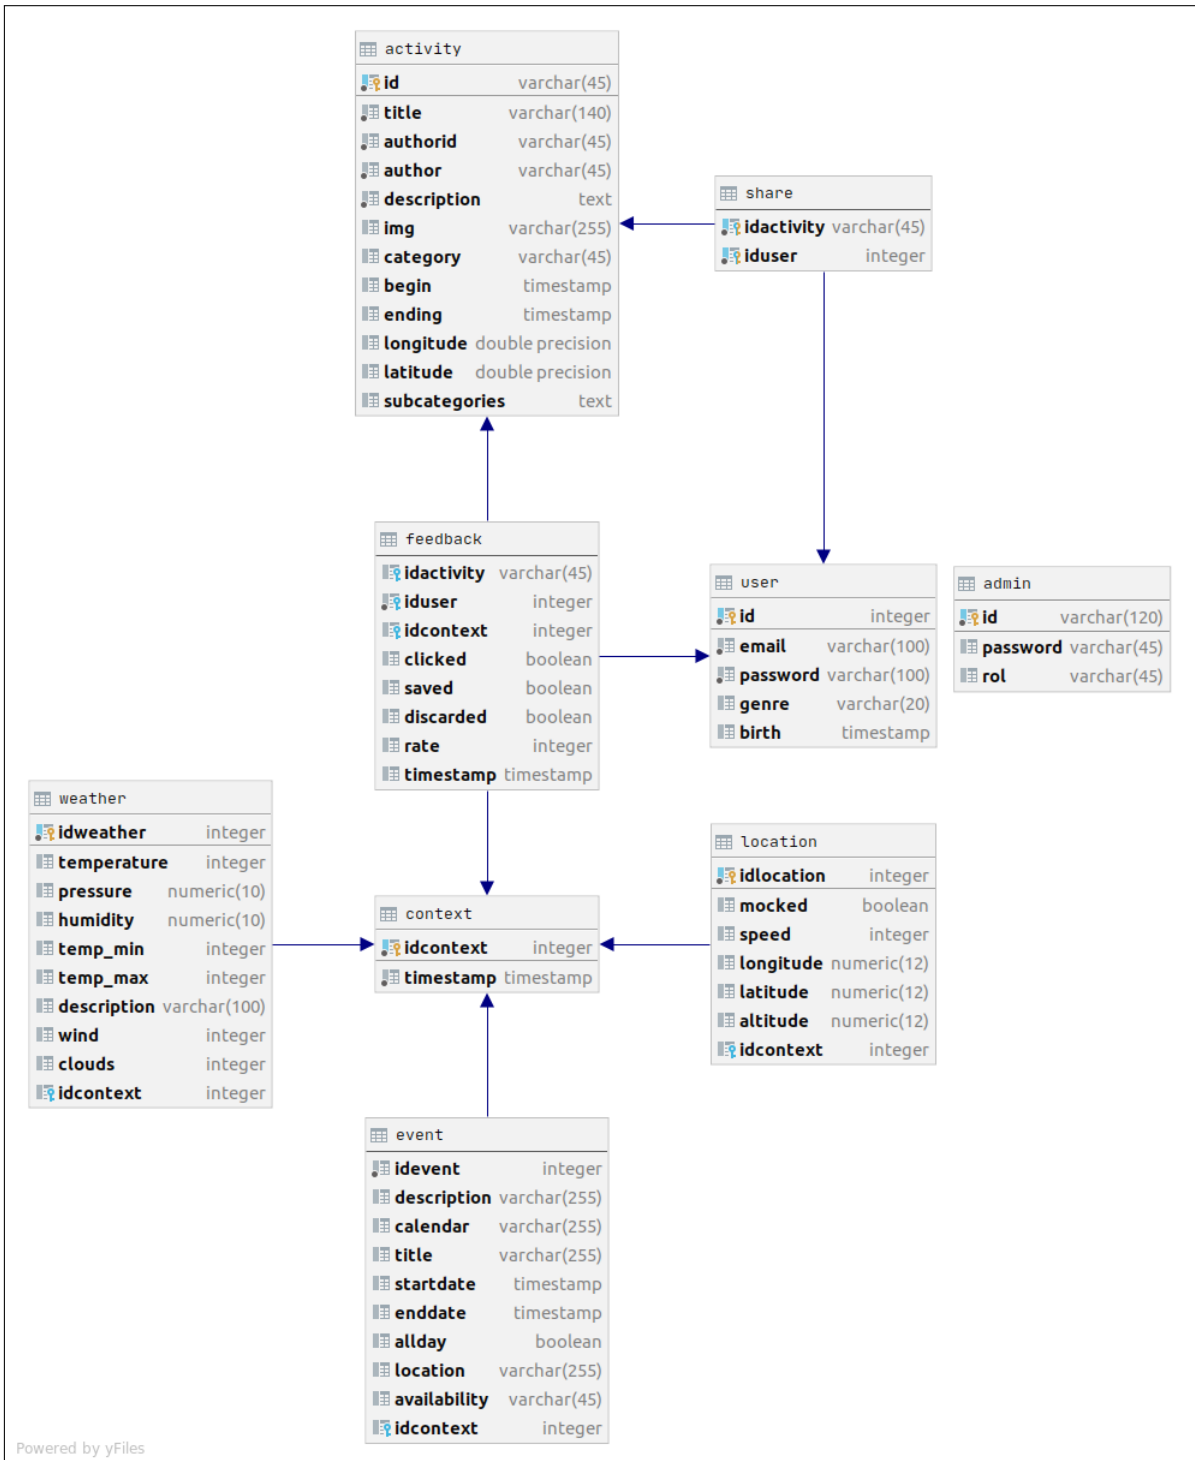 activity
id varchar(45)
title varchar(140)
authorid varchar(45)
author varchar(45)
description text
img varchar(255)
category varchar(45)
begin timestamp
ending timestamp
longitude double precision
latitude double precision
subcategories text
share
idactivity varchar(45)
iduser integer
feedback
idactivity varchar(45)
iduser integer
idcontext integer
clicked boolean
saved boolean
discarded boolean
rate integer
timestamp timestamp
user
id integer
email varchar(100)
password varchar(100)
genre varchar(20)
birth timestamp
admin
id varchar(120)
password varchar(45)
rol varchar(45)
weather
idweather integer
temperature integer
pressure numeric(10)
humidity numeric(10)
temp_min integer
temp_max integer
description varchar(100)
wind integer
clouds integer
idcontext integer
context
idcontext integer
timestamp timestamp
location
idlocation integer
mocked boolean
speed integer
longitude numeric(12)
latitude numeric(12)
altitude numeric(12)
idcontext integer
event
idevent integer
description varchar(255)
calendar varchar(255)
title varchar(255)
startdate timestamp
enddate timestamp
allday boolean
location varchar(255)
availability varchar(45)
idcontext integer
Powered by yFiles